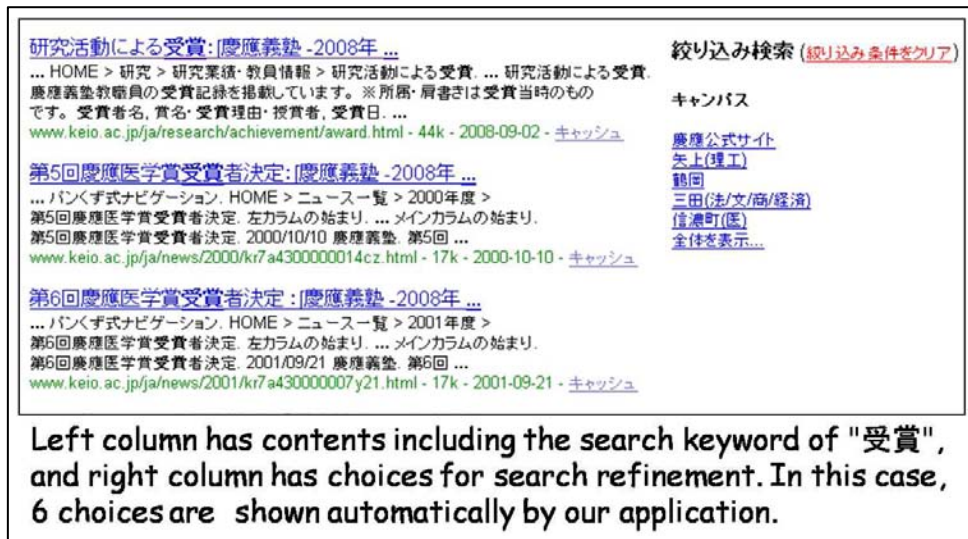 研究活動による受賞: [慶應義塾 -2008年 ...
... HOME > 研究 > 研究業績・教員情報 > 研究活動による受賞. ... 研究活動による受賞.
慶應義塾教職員の受賞記録を掲載しています。 ※所属・肩書きは受賞当時のもの
です。 受賞者名, 賞名・受賞理由・授賞者, 受賞日. ...
www.keio.ac.jp/ja/research/achievement/award.html - 44k - 2008-09-02 - キャッシュ
第5回慶應医学賞受賞者決定: [慶應義塾 -2008年 ...
... パンくず式ナビゲーション. HOME > ニュース一覧 > 2000年度 >
第5回慶應医学賞受賞者決定. 左カラムの始まり. ... メインカラムの始まり.
第5回慶應医学賞受賞者決定. 2000/10/10 慶應義塾. 第5回 ...
www.keio.ac.jp/ja/news/2000/kr7a4300000014cz.html - 17k - 2000-10-10 - キャッシュ
第6回慶應医学賞受賞者決定 : [慶應義塾 -2008年 ...
... パンくず式ナビゲーション. HOME > ニュース一覧 > 2001年度 >
第6回慶應医学賞受賞者決定. 左カラムの始まり. ... メインカラムの始まり.
第6回慶應医学賞受賞者決定. 2001/09/21 慶應義塾. 第6回 ...
www.keio.ac.jp/ja/news/2001/kr7a430000007y21.html - 17k - 2001-09-21 - キャッシュ
絞り込み検索 (絞り込み条件をクリア)
キャンパス
慶應公式サイト
矢上(理工)
鶴岡
三田(法/文/商/経済)
信濃町(医)
全体を表示...
Left column has contents including the search keyword of "受賞",
and right column has choices for search refinement. In this case,
6 choices are shown automatically by our application.